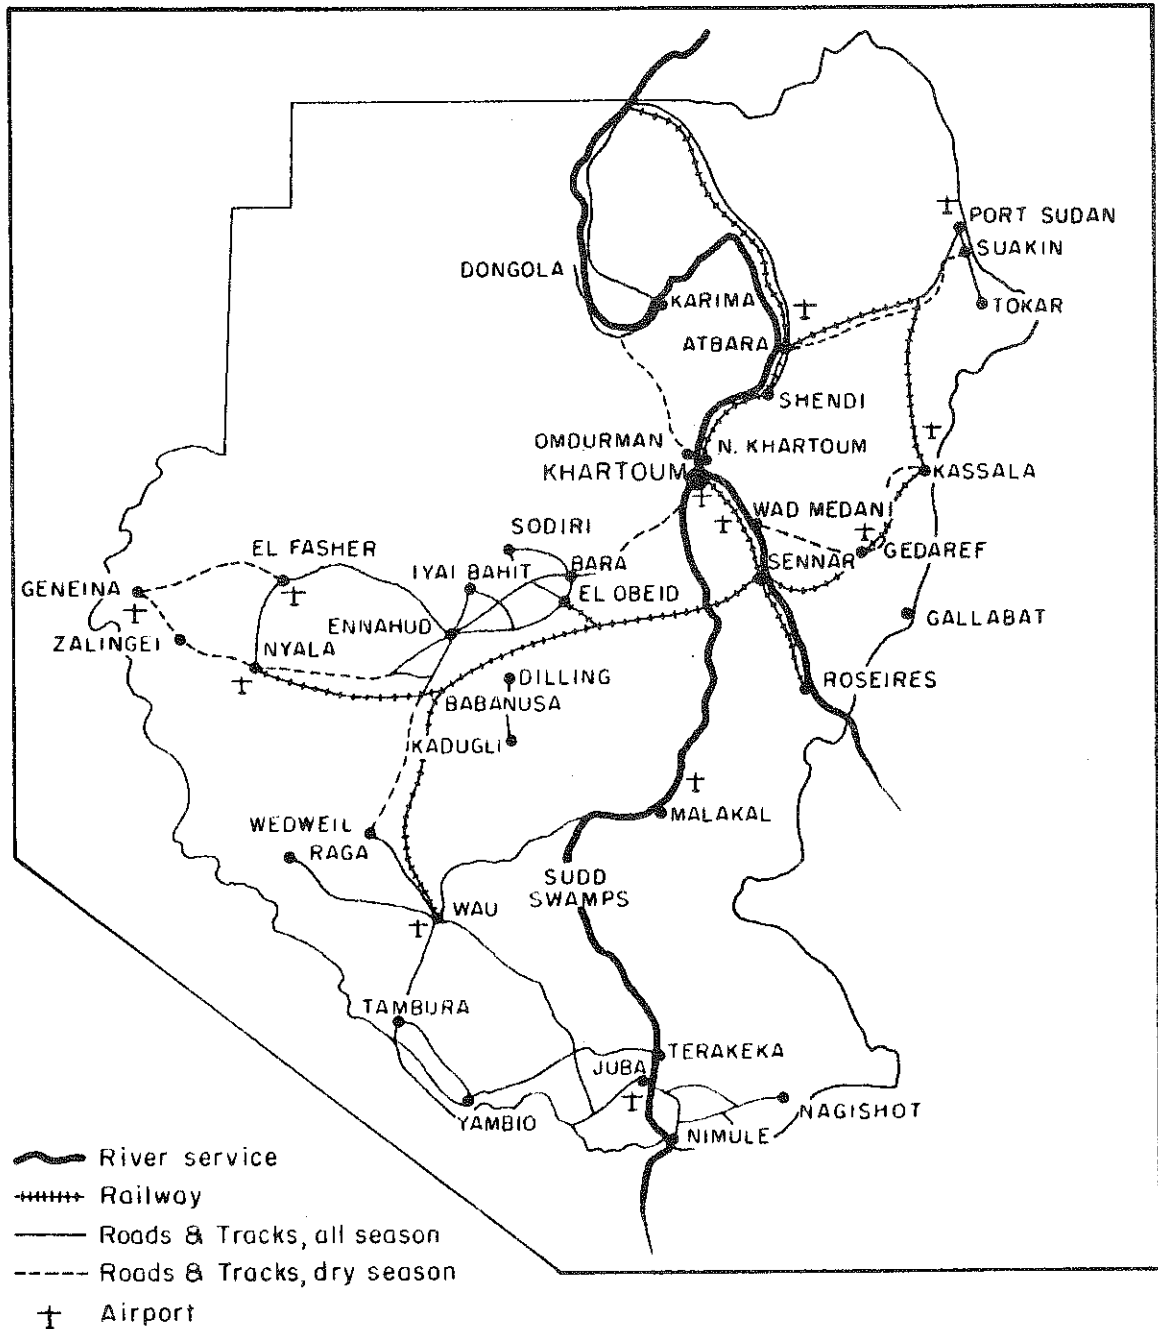 PORT SUDAN
SUAKIN
DONGOLA
KARIMA
TOKAR
ATBARA
SHENDI
OMDURMAN
N. KHARTOUM
KHARTOUM
KASSALA
WAD MEDAN
SODIRI
EL FASHER
GEDAREF
BARA
SENNAR
IYAI BAHIT
GENEINA
EL OBEID
GALLABAT
ENNAHUD
ZALINGEI
NYALA
DILLING
ROSEIRES
BABANUSA
KADUGLI
MALAKAL
WEDWEIL
RAGA
SUDD
SWAMPS
WAU
TAMBURA
TERAKEKA
JUBA
NAGISHOT
YAMBIO
NIMULE
River service
Railway
Roads & Tracks, all season
Roads & Tracks, dry season
Airport